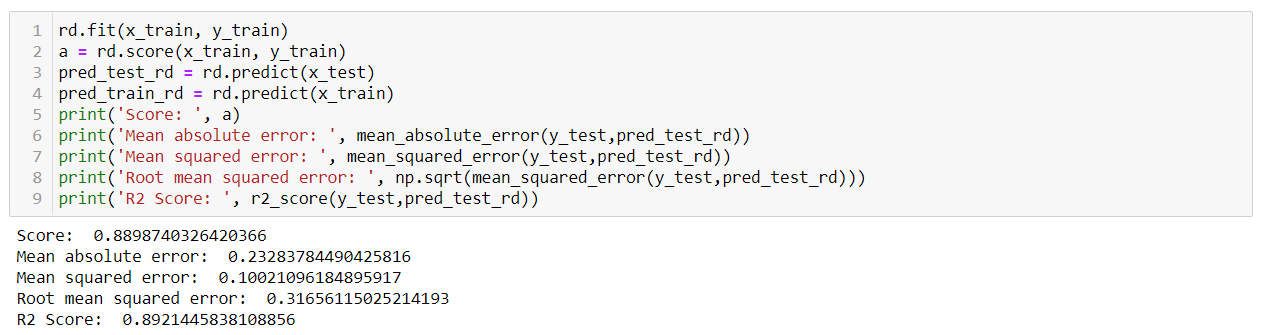 1 rd.fit(x_train, y_train)
2 a = rd.score(x_train, y_train)
3 pred_test_rd = rd.predict(x_test)
4 pred_train_rd = rd.predict(x_train)
5 print('Score: ', a)
6 print('Mean absolute error: ', mean_absolute_error(y_test,pred_test_rd))
7 print('Mean squared error: ', mean_squared_error(y_test,pred_test_rd))
8 print('Root mean squared error: ', np.sqrt(mean_squared_error(y_test,pred_test_rd)))
9 print('R2 Score: ', r2_score(y_test,pred_test_rd))
Score:  0.8898740326420366
Mean absolute error:  0.23283784490425816
Mean squared error:  0.10021096184895917
Root mean squared error:  0.31656115025214193
R2 Score:  0.8921445838108856